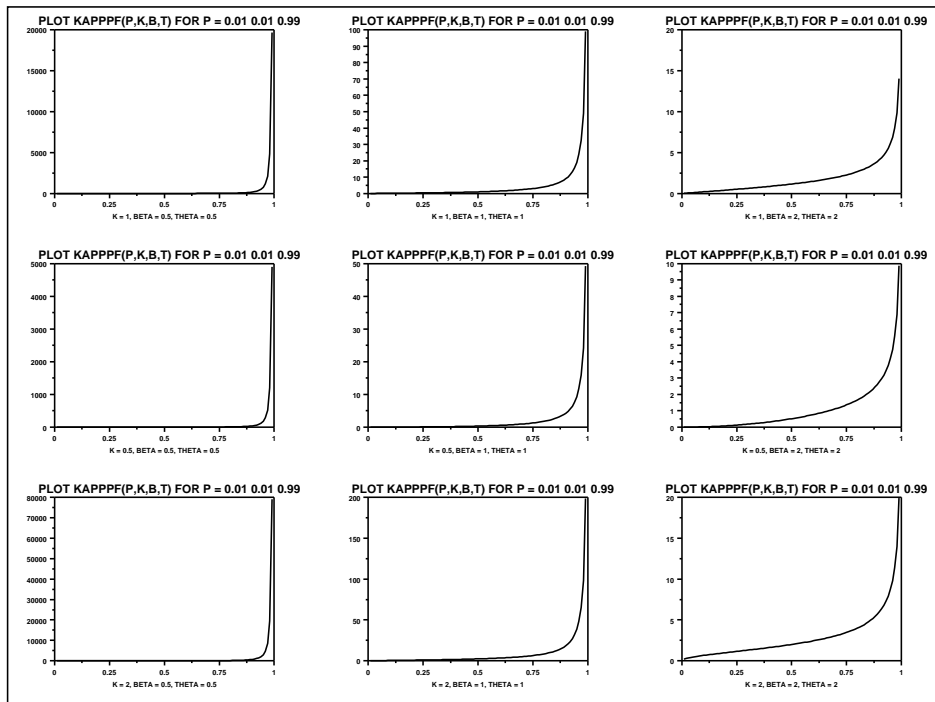 PLOT KAPPPF(P,K,B,T) FOR P = 0.01 0.01 0.99
20000
15000
10000
5000
0
0 0.25 0.5 0.75 1
K = 1, BETA = 0.5, THETA = 0.5
PLOT KAPPPF(P,K,B,T) FOR P = 0.01 0.01 0.99
100
90
80
70
60
50
40
30
20
10
0
0 0.25 0.5 0.75 1
K = 1, BETA = 1, THETA = 1
PLOT KAPPPF(P,K,B,T) FOR P = 0.01 0.01 0.99
20
15
10
5
0
0 0.25 0.5 0.75 1
K = 1, BETA = 2, THETA = 2
PLOT KAPPPF(P,K,B,T) FOR P = 0.01 0.01 0.99
5000
4000
3000
2000
1000
0
0 0.25 0.5 0.75 1
K = 0.5, BETA = 0.5, THETA = 0.5
PLOT KAPPPF(P,K,B,T) FOR P = 0.01 0.01 0.99
50
40
30
20
10
0
0 0.25 0.5 0.75 1
K = 0.5, BETA = 1, THETA = 1
PLOT KAPPPF(P,K,B,T) FOR P = 0.01 0.01 0.99
10
9
8
7
6
5
4
3
2
1
0
0 0.25 0.5 0.75 1
K = 0.5, BETA = 2, THETA = 2
PLOT KAPPPF(P,K,B,T) FOR P = 0.01 0.01 0.99
80000
70000
60000
50000
40000
30000
20000
10000
0
0 0.25 0.5 0.75 1
K = 2, BETA = 0.5, THETA = 0.5
PLOT KAPPPF(P,K,B,T) FOR P = 0.01 0.01 0.99
200
150
100
50
0
0 0.25 0.5 0.75 1
K = 2, BETA = 1, THETA = 1
PLOT KAPPPF(P,K,B,T) FOR P = 0.01 0.01 0.99
20
15
10
5
0
0 0.25 0.5 0.75 1
K = 2, BETA = 2, THETA = 2